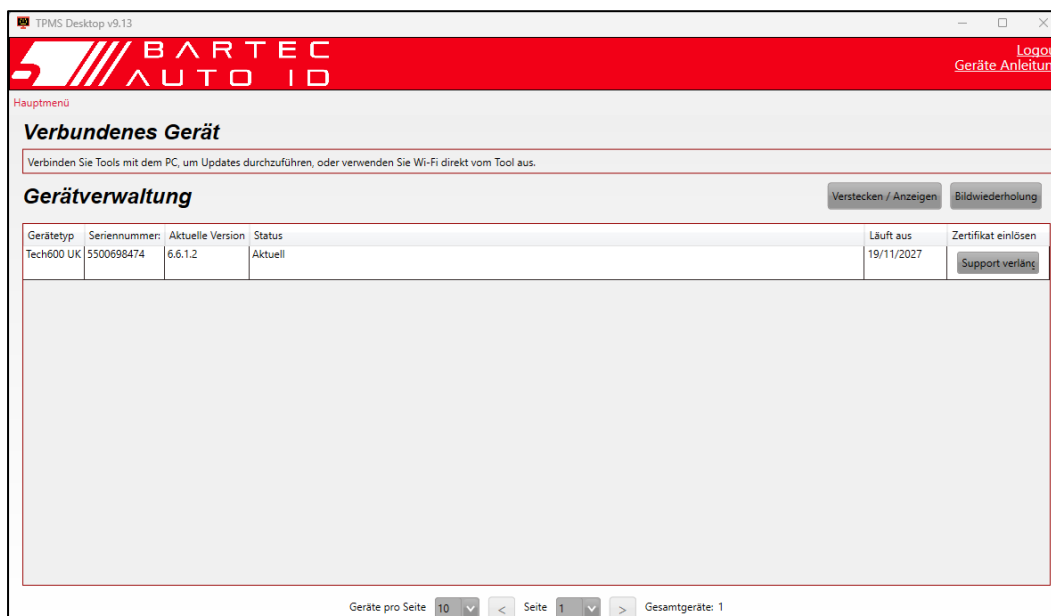 TPMS Desktop v9.13
BARTEC
AUTO ID
Logou
Geräte Anleitun
Hauptmenü
Verbundenes Gerät
Verbinden Sie Tools mit dem PC, um Updates durchzuführen, oder verwenden Sie Wi-Fi direkt vom Tool aus.
Gerätverwaltung
Verstecken / Anzeigen Bildwiederholung
Gerätetyp Seriennummer: Aktuelle Version Status Läuft aus Zertifikat einlösen
Tech600 UK 5500698474 6.6.1.2 Aktuell 19/11/2027 Support verläng
Geräte pro Seite 10 < Seite 1 > Gesamtgeräte: 1